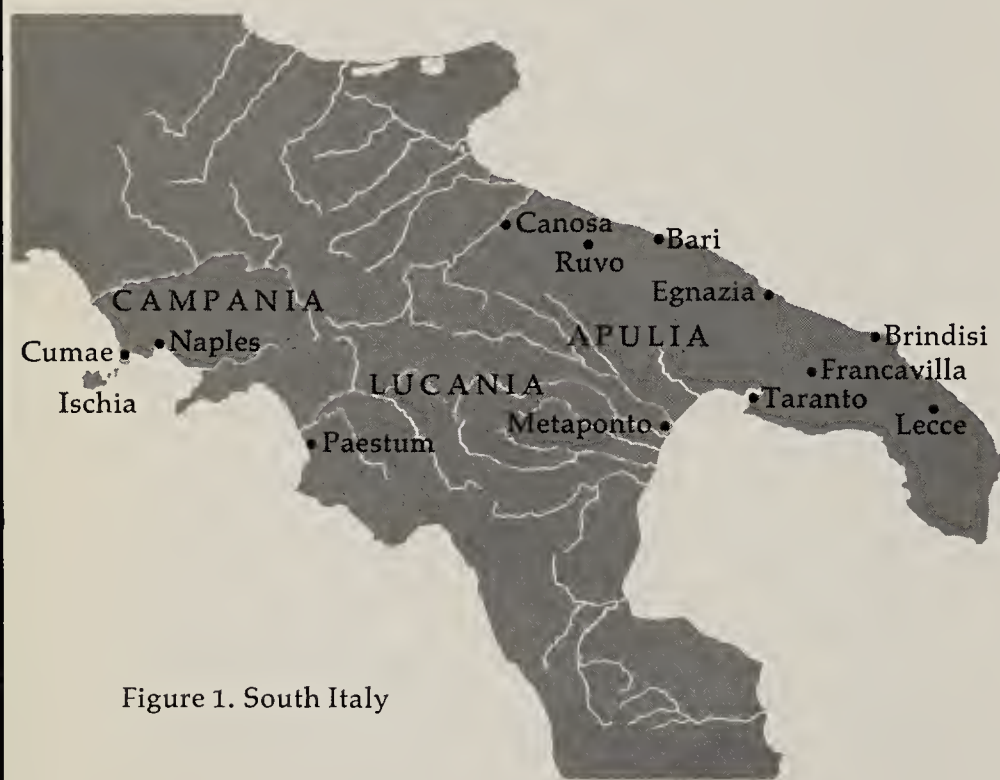 Canosa
Ruvo
Bari
Egnazia
CAMPANIA
APULIA
Brindisi
Cumae
Naples
Francavilla
Ischia
LUCANIA
Taranto
Metaponto
Lecce
Paestum
Figure 1. South Italy